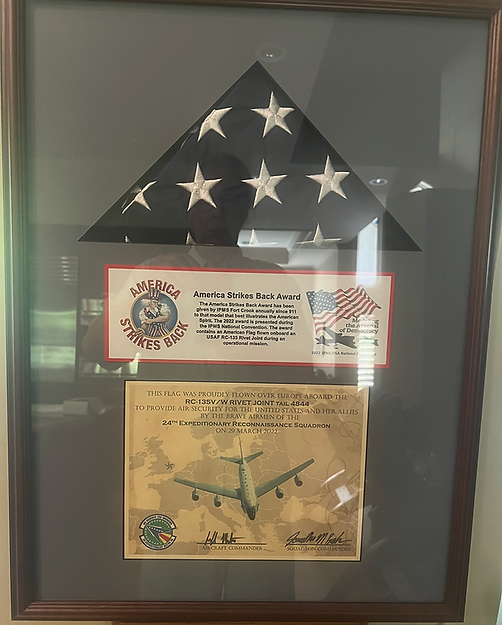 AMERICA
STRIKES BACK
America Strikes Back Award
The America Strikes Back Award has been
given by IPMS Fort Crook annually since 911
to that model that best illustrates the American
Spirit. The 2022 award is presented during
the IPMS National Convention. The award
contains an American Flag flown onboard an
USAF RC-135 Rivet Joint during an
operational mission.
the Arsenal
of Democracy
2022 IPMS/USA National
THIS FLAG WAS PROUDLY FLOWN OVER EUROPE ABOARD THE
RC-135V/W RIVET JOINT TAIL 4844
TO PROVIDE AIR SECURITY FOR THE UNITED STATES AND HER ALLIES
BY THE BRAVE AIRMEN OF THE
24TH EXPEDITIONARY RECONNAISSANCE SQUADRON
ON 29 MARCH 2022
AIRCRAFT COMMANDER
SQUADRON COMMANDER